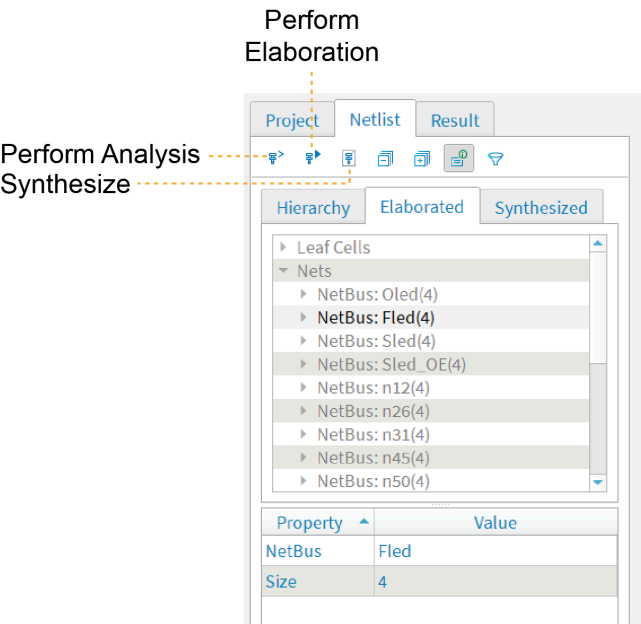 Perform
Elaboration
Project
Netlist
Result
Perform Analysis
Synthesize
Hierarchy
Elaborated
Synthesized
Leaf Cells
Nets
NetBus: Oled(4)
NetBus: Fled(4)
NetBus: Sled(4)
NetBus: Sled_OE(4)
NetBus: n12(4)
NetBus: n26(4)
NetBus: n31(4)
NetBus: n45(4)
NetBus: n50(4)
Property Value
NetBus Fled
Size 4